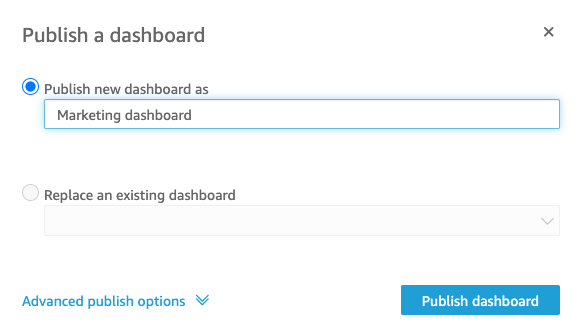 Publish a dashboard
Publish new dashboard as
Marketing dashboard
Replace an existing dashboard
Advanced publish options
Publish dashboard